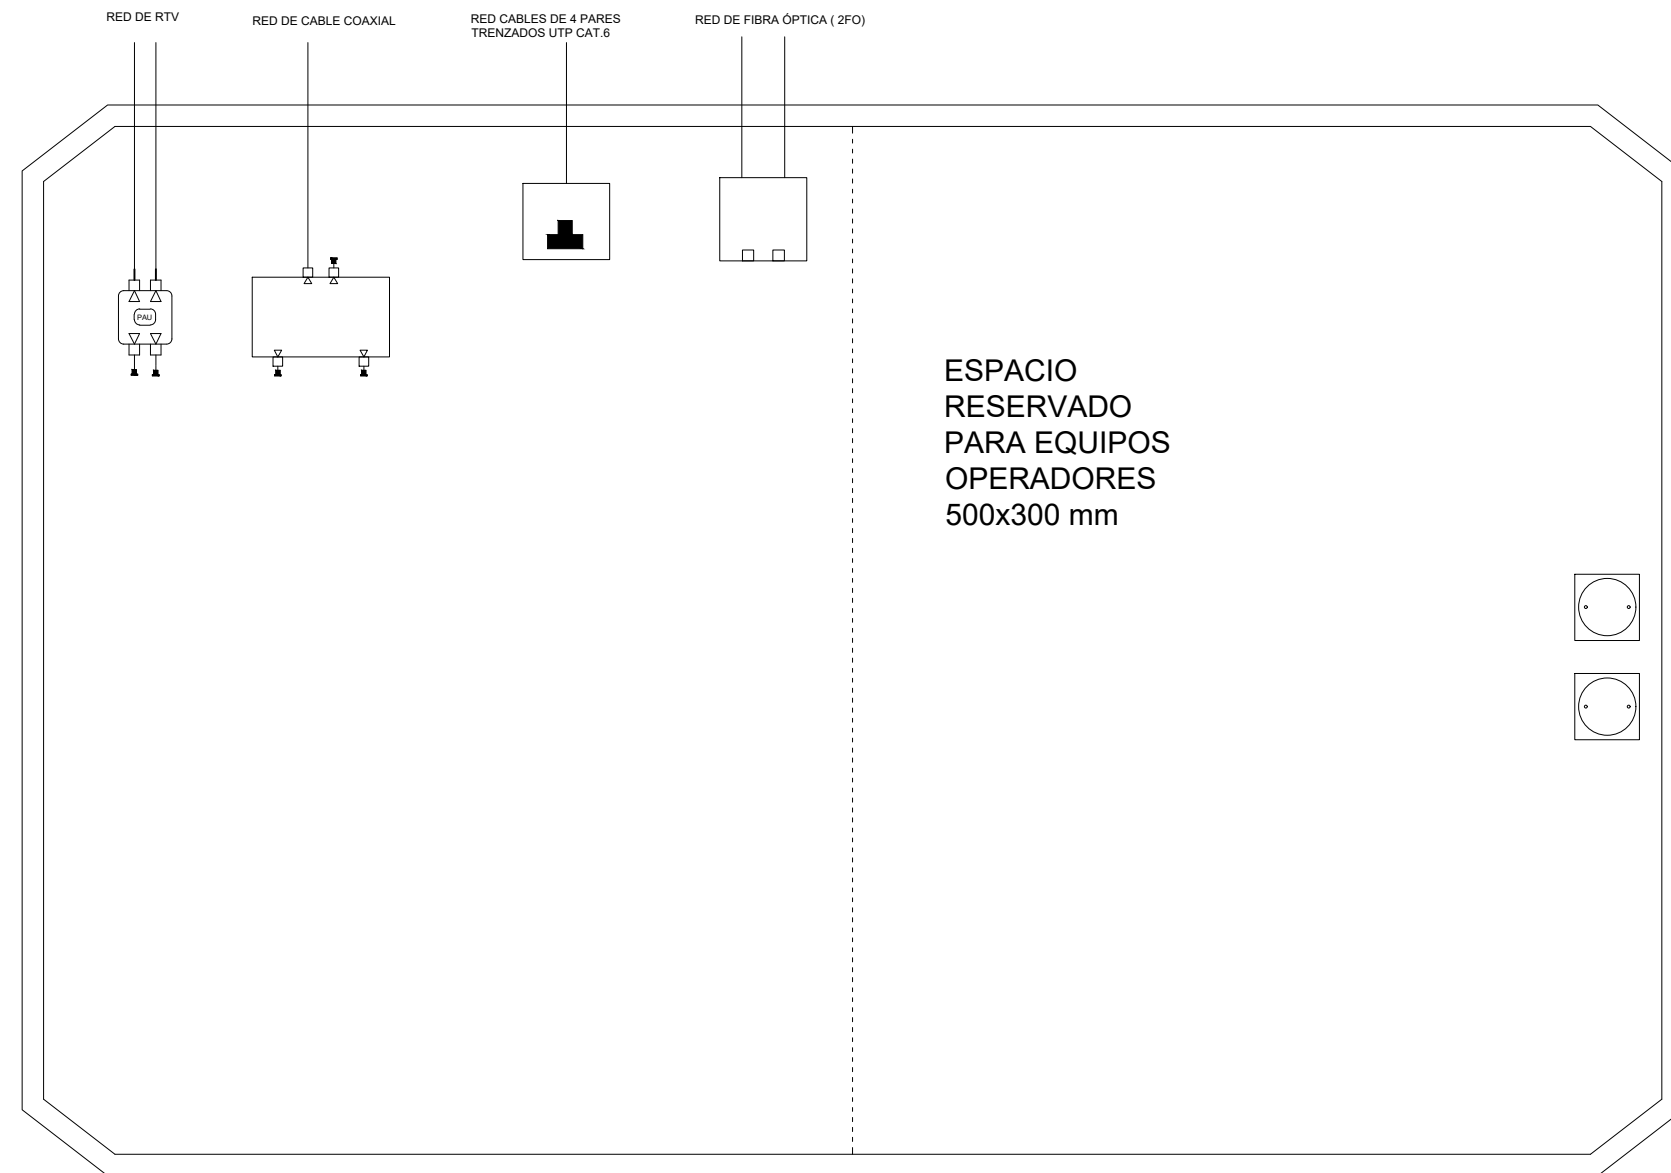 RED DE RTV
RED DE CABLE COAXIAL
RED CABLES DE 4 PARES
TRENZADOS UTP CAT.6
RED DE FIBRA ÓPTICA ( 2FO)
PAU
ESPACIO
RESERVADO
PARA EQUIPOS
OPERADORES
500x300 mm